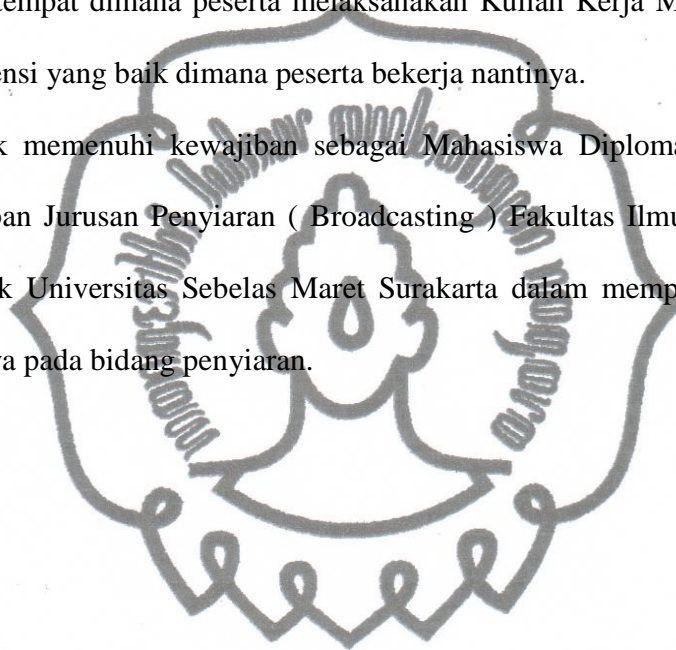 tempat dimana peserta melaksanakan Kuliah Kerja M
ensi yang baik dimana peserta bekerja nantinya.
k memenuhi kewajiban sebagai Mahasiswa Diploma
pan Jurusan Penyiaran ( Broadcasting ) Fakultas Ilmu
k Universitas Sebelas Maret Surakarta dalam memp
ya pada bidang penyiaran.